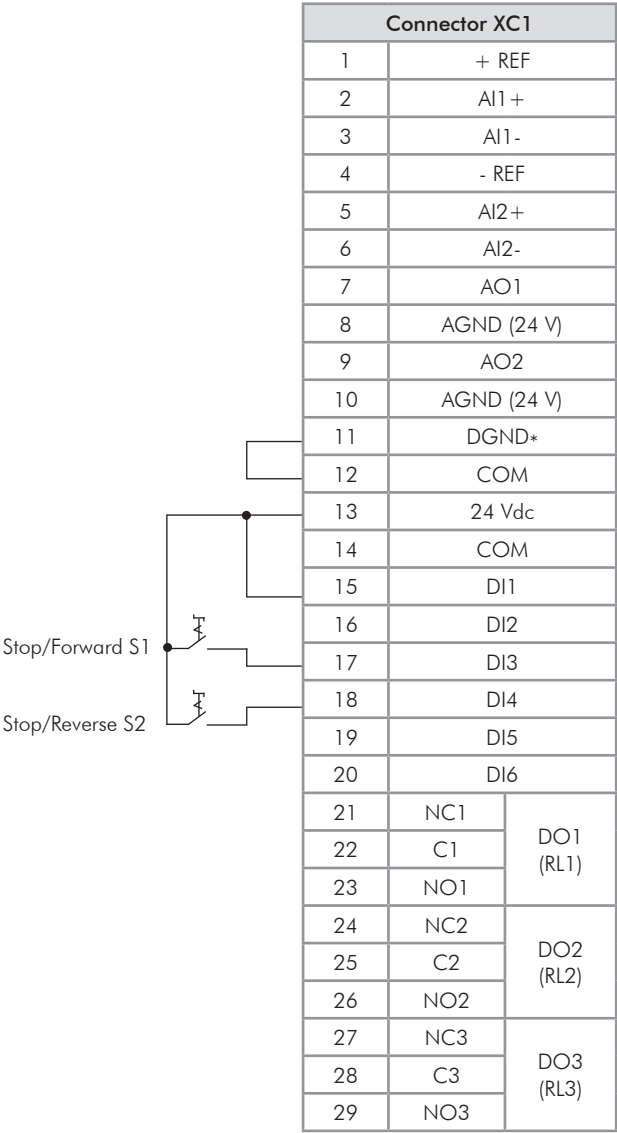 Connector XC1
1 + REF
2 AI1+
3 AI1-
4 - REF
5 AI2+
6 AI2-
7 AO1
8 AGND (24 V)
9 AO2
10 AGND (24 V)
11 DGND*
12 COM
13 24 Vdc
14 COM
15 DI1
16 DI2
Stop/Forward S1
17 DI3
18 DI4
Stop/Reverse S2
19 DI5
20 DI6
21 NC1
22 C1
23 NO1
DO1
(RL1)
24 NC2
25 C2
26 NO2
DO2
(RL2)
27 NC3
28 C3
29 NO3
DO3
(RL3)